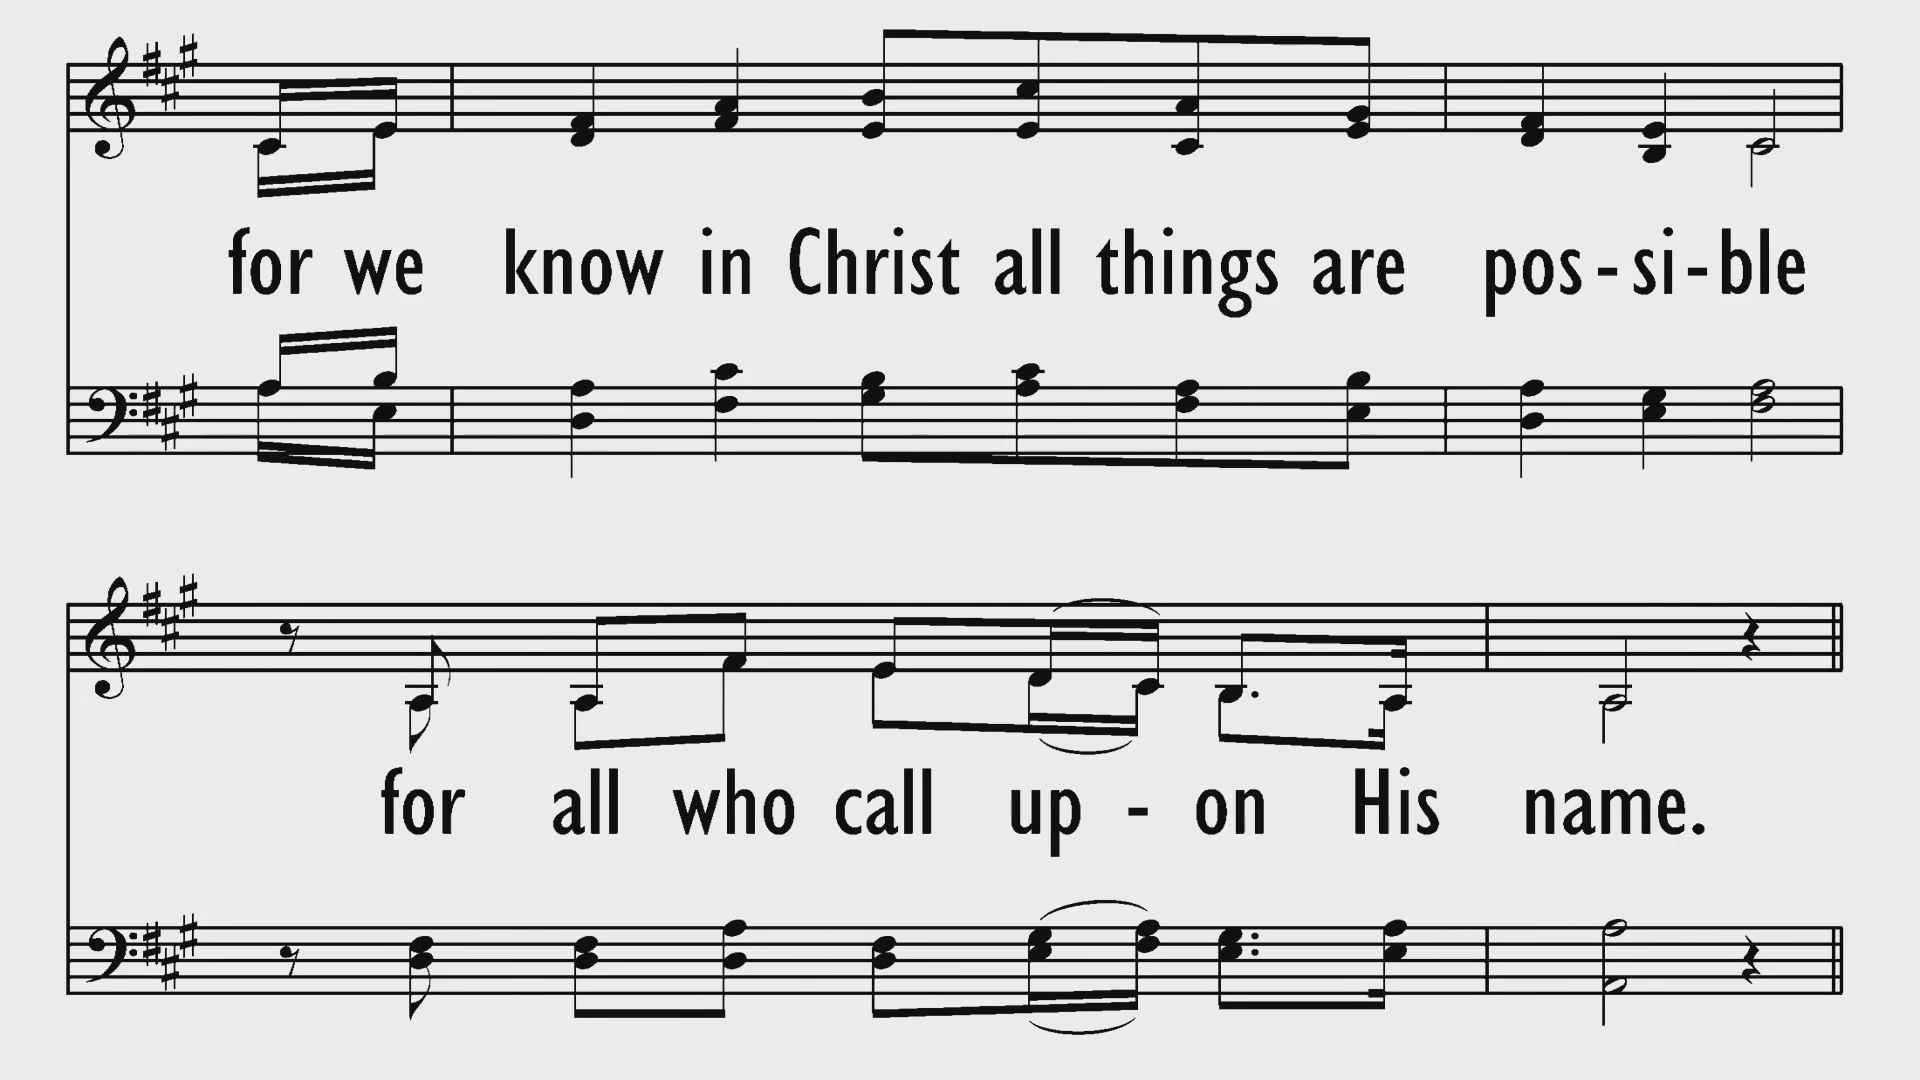 for we know in Christ all things are pos-si-ble
for all who call up - on His name.